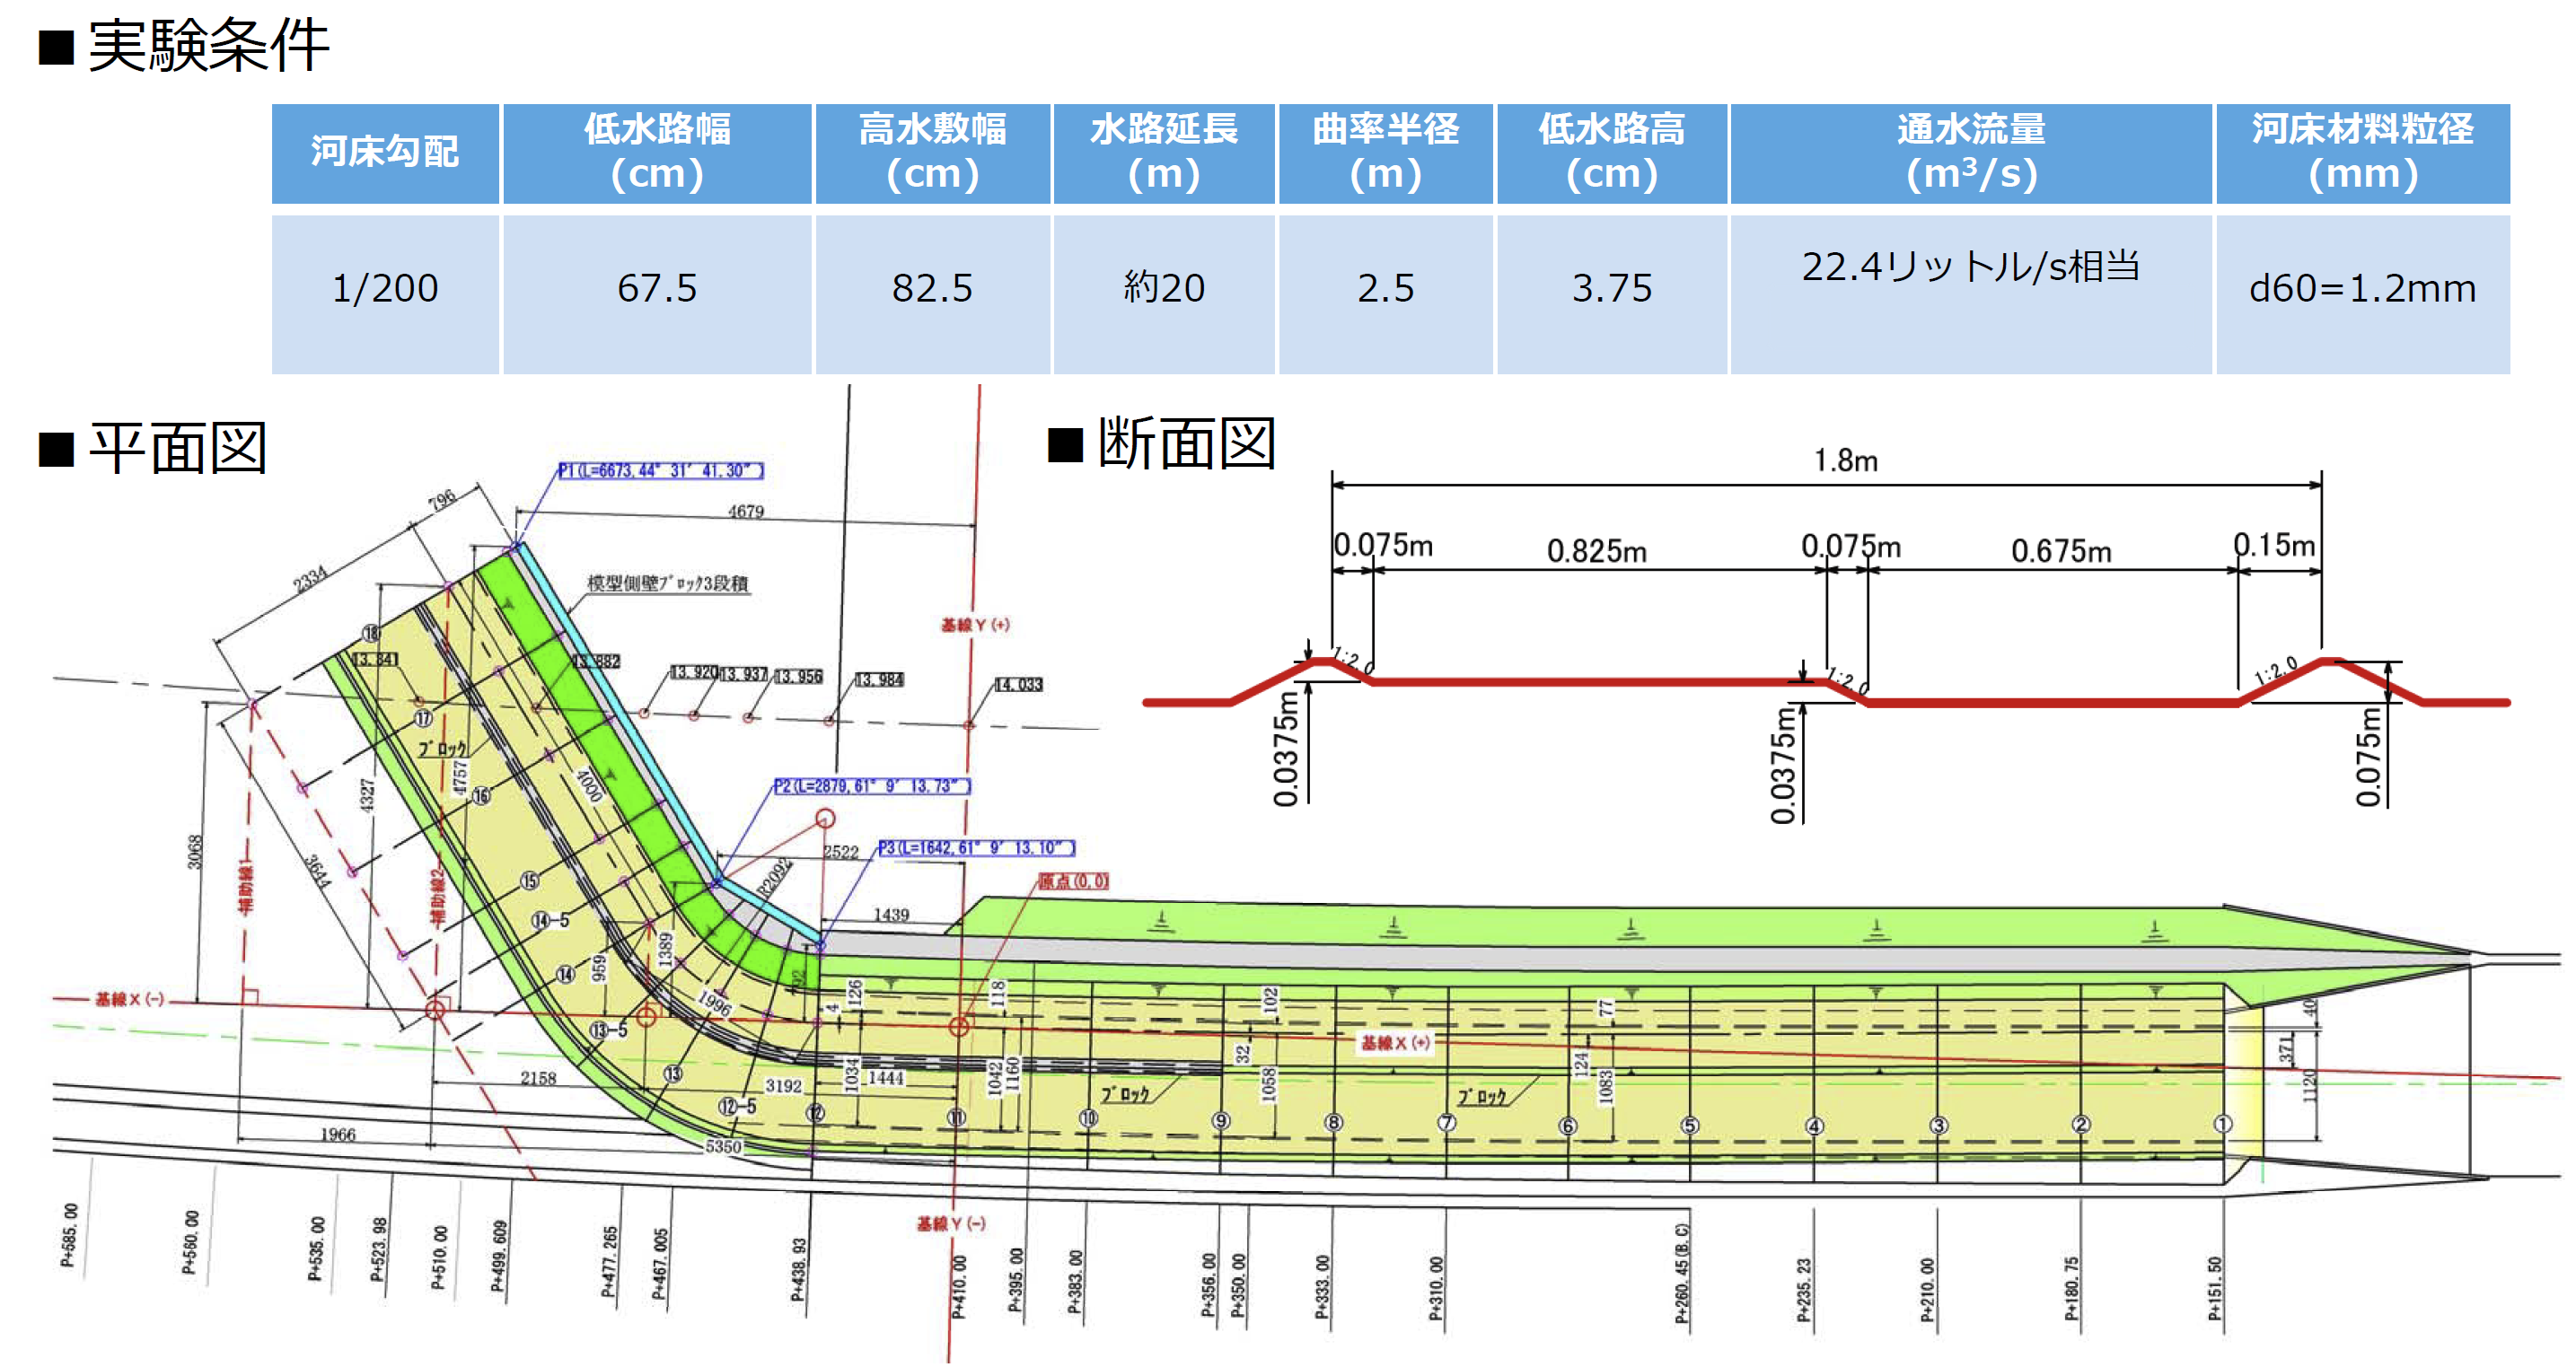 ■実験条件
河床勾配
低水路幅
(cm)
高水敷幅
(cm)
水路延長
(m)
曲率半径
(m)
低水路高
(cm)
通水流量
(m³/s)
河床材料粒径
(mm)
1/200
67.5
82.5
約20
2.5
3.75
22.4リットル/s相当
d60=1.2mm
■平面図
P1(L=6673,44°31′41.30″)
796
4679
2334
模型側壁ブロック3段積
基線Y(+)
⑱
13.841
13.882
13.920
13.937
13.956
13.984
14.033
⑰
ブロック
4327
4757
4000
⑯
P2(L=2879,61°9′13.73″)
3068
3644
2522
P3(L=1642,61°9′13.10″)
R2092
補助線1
補助線2
⑮
原点(0,0)
⑭-5
1439
1389
959
⑭
92
基線X(-)
1996
4
126
118
102
77
40
⑬-5
基線X(+)
32
124
371
⑬
2158
3192
1034
1444
1042
1160
1058
1083
1120
ブロック
ブロック
⑫-5
⑫
⑪
⑩
⑨
⑧
⑦
⑥
⑤
④
③
②
①
1966
5350
基線Y(-)
P+585.00
P+560.00
P+535.00
P+523.98
P+510.00
P+499.609
P+477.265
P+467.005
P+438.93
P+410.00
P+395.00
P+383.00
P+356.00
P+350.00
P+333.00
P+310.00
P+260.45(B.C)
P+235.23
P+210.00
P+180.75
P+151.50
■断面図
1.8m
0.075m
0.825m
0.075m
0.675m
0.15m
1:2.0
1:2.0
1:2.0
0.0375m
0.0375m
0.075m